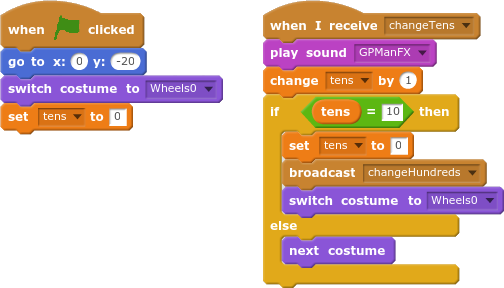 when clicked
go to x: 0 y: -20
switch costume to Wheels0
set tens to 0
when I receive changeTens
play sound GPManFX
change tens by 1
if tens = 10 then
set tens to 0
broadcast changeHundreds
switch costume to Wheels0
else
next costume